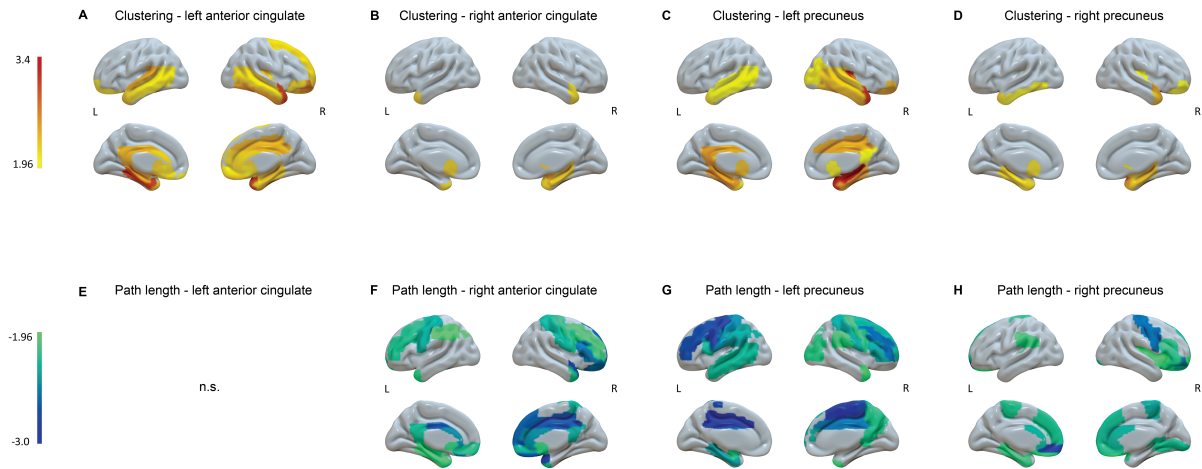 A Clustering - left anterior cingulate
B Clustering - right anterior cingulate
C Clustering - left precuneus
D Clustering - right precuneus
3.4
1.96
L R
L R
L R
L R
E Path length - left anterior cingulate
F Path length - right anterior cingulate
G Path length - left precuneus
H Path length - right precuneus
-1.96
-3.0
n.s.
L R
L R
L R